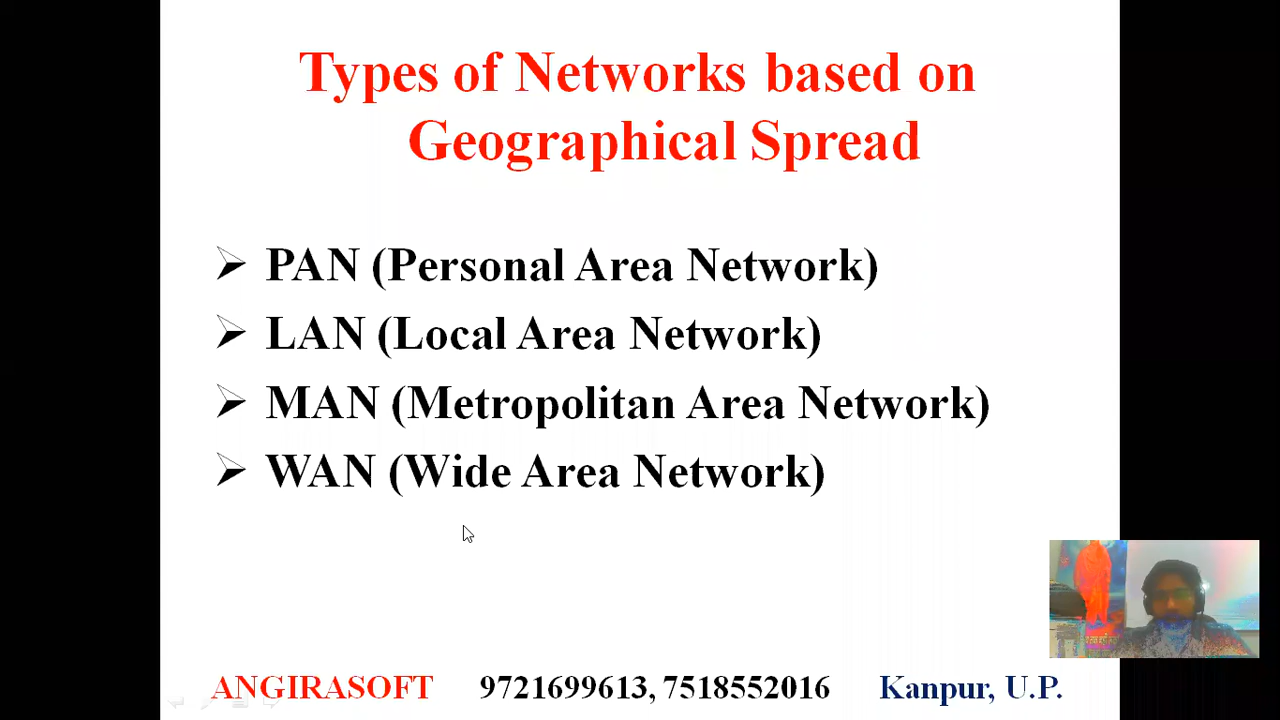 Types of Networks based on
Geographical Spread
➢ PAN (Personal Area Network)
➢ LAN (Local Area Network)
➢ MAN (Metropolitan Area Network)
➢ WAN (Wide Area Network)
ANGIRASOFT 9721699613, 7518552016 Kanpur, U.P.